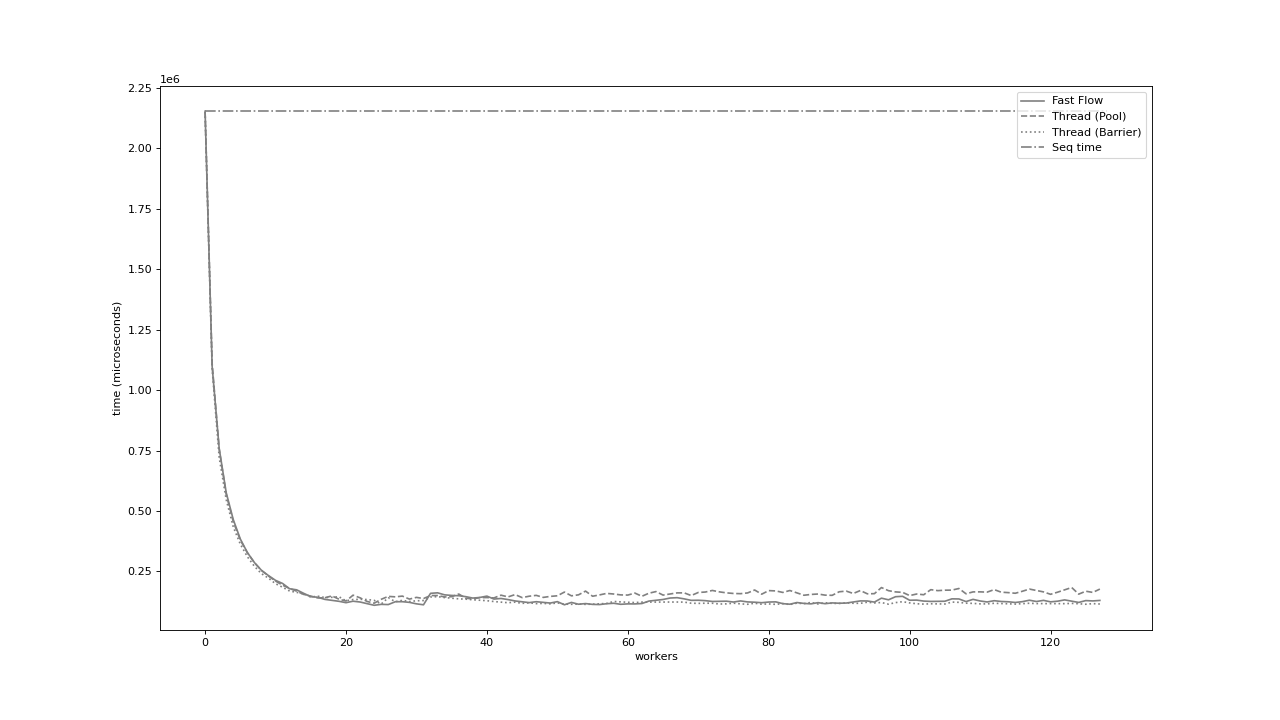 1e6
2.25
2.00
1.75
1.50
1.25
1.00
0.75
0.50
0.25
time (microseconds)
0 20 40 60 80 100 120
workers
Fast Flow
Thread (Pool)
Thread (Barrier)
Seq time